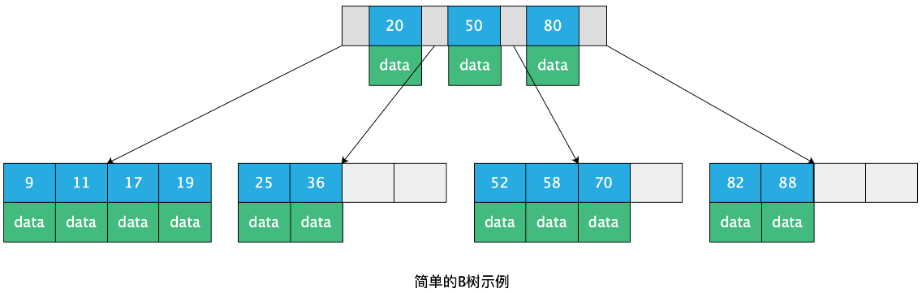 20 50 80
data data data
9 11 17 19 25 36 52 58 70 82 88
data data data data data data data data data data data
简单的B树示例